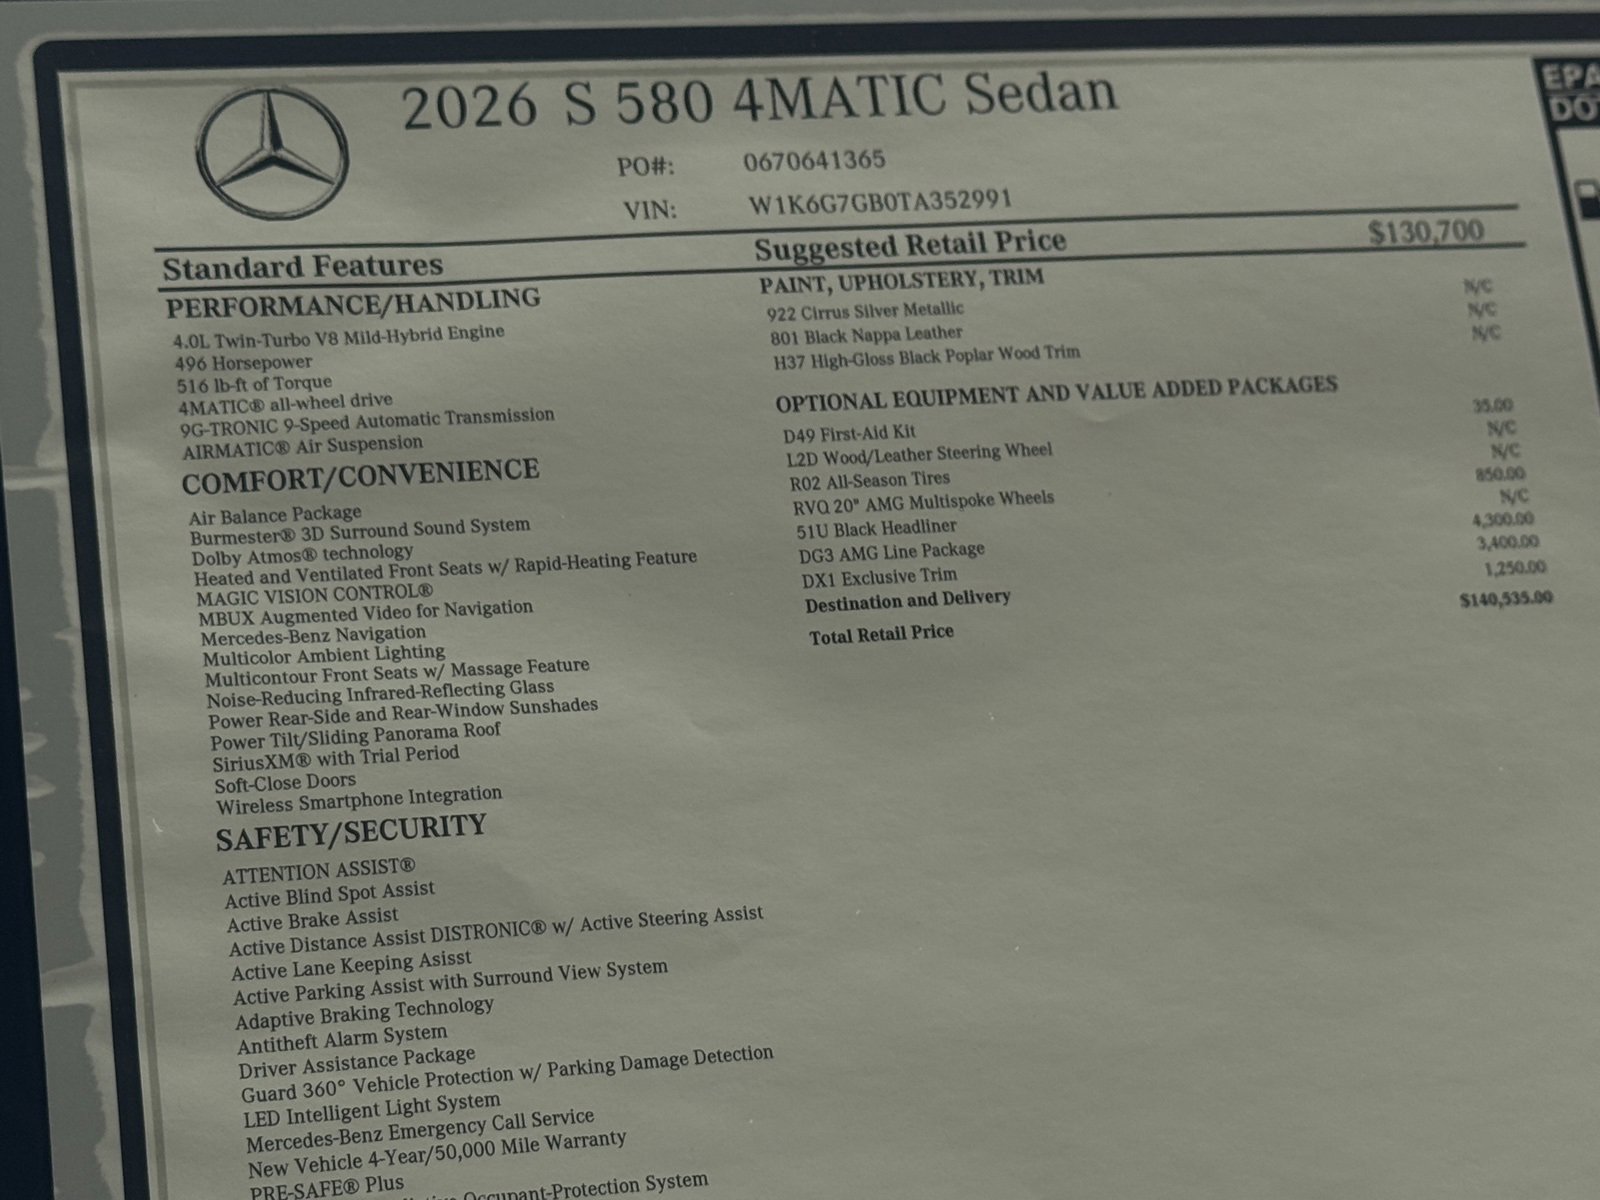 2026 S 580 4MATIC Sedan
PO#: 0670641365
VIN: W1K6G7GB0TA352991
Standard Features
PERFORMANCE/HANDLING
4.0L Twin-Turbo V8 Mild-Hybrid Engine
496 Horsepower
516 lb-ft of Torque
4MATIC® all-wheel drive
9G-TRONIC 9-Speed Automatic Transmission
AIRMATIC® Air Suspension
COMFORT/CONVENIENCE
Air Balance Package
Burmester® 3D Surround Sound System
Dolby Atmos® technology
Heated and Ventilated Front Seats w/ Rapid-Heating Feature
MAGIC VISION CONTROL®
MBUX Augmented Video for Navigation
Mercedes-Benz Navigation
Multicolor Ambient Lighting
Multicontour Front Seats w/ Massage Feature
Noise-Reducing Infrared-Reflecting Glass
Power Rear-Side and Rear-Window Sunshades
Power Tilt/Sliding Panorama Roof
SiriusXM® with Trial Period
Soft-Close Doors
Wireless Smartphone Integration
SAFETY/SECURITY
ATTENTION ASSIST®
Active Blind Spot Assist
Active Brake Assist
Active Distance Assist DISTRONIC® w/ Active Steering Assist
Active Lane Keeping Asisst
Active Parking Assist with Surround View System
Adaptive Braking Technology
Antitheft Alarm System
Driver Assistance Package
Guard 360° Vehicle Protection w/ Parking Damage Detection
LED Intelligent Light System
Mercedes-Benz Emergency Call Service
New Vehicle 4-Year/50,000 Mile Warranty
PRE-SAFE® Plus
Occupant-Protection System
Suggested Retail Price $130,700
PAINT, UPHOLSTERY, TRIM
922 Cirrus Silver Metallic N/C
801 Black Nappa Leather N/C
H37 High-Gloss Black Poplar Wood Trim N/C
OPTIONAL EQUIPMENT AND VALUE ADDED PACKAGES
D49 First-Aid Kit 35.00
L2D Wood/Leather Steering Wheel N/C
R02 All-Season Tires N/C
RVQ 20" AMG Multispoke Wheels 850.00
51U Black Headliner N/C
DG3 AMG Line Package 4,300.00
DX1 Exclusive Trim 3,400.00
Destination and Delivery 1,250.00
Total Retail Price $140,535.00
EPA
DOT